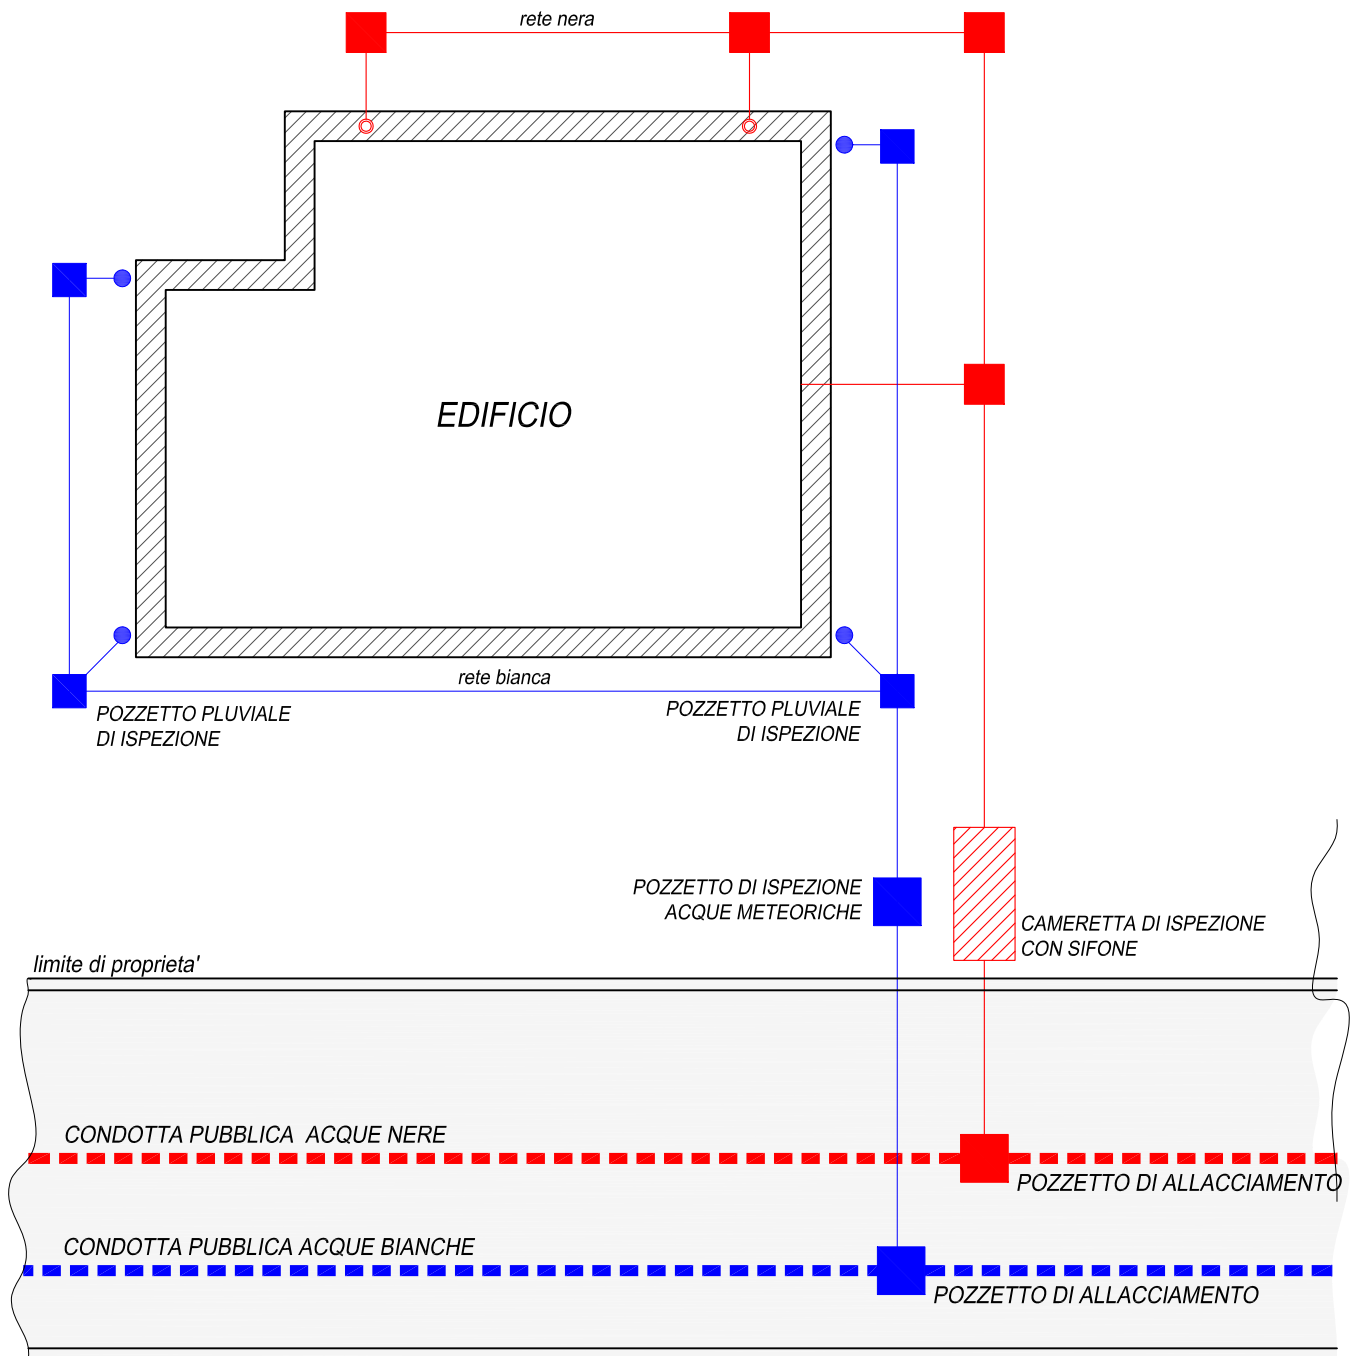 rete nera
EDIFICIO
rete bianca
POZZETTO PLUVIALE
DI ISPEZIONE
POZZETTO PLUVIALE
DI ISPEZIONE
POZZETTO DI ISPEZIONE
ACQUE METEORICHE
CAMERETTA DI ISPEZIONE
CON SIFONE
limite di proprieta'
CONDOTTA PUBBLICA ACQUE NERE
POZZETTO DI ALLACCIAMENTO
CONDOTTA PUBBLICA ACQUE BIANCHE
POZZETTO DI ALLACCIAMENTO